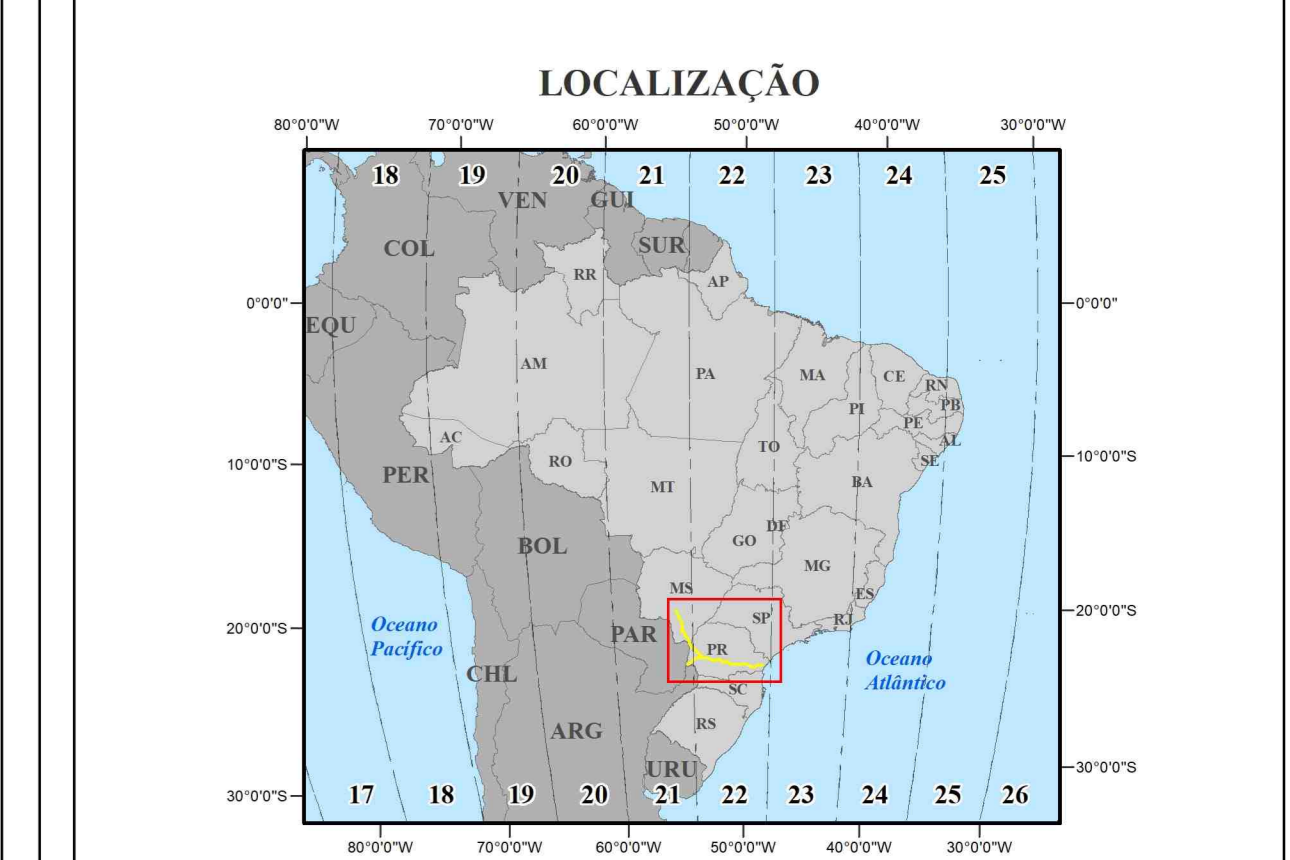 LOCALIZAÇÃO
80°0'0"W 70°0'0"W 60°0'0"W 50°0'0"W 40°0'0"W 30°0'0"W
18 19 20 21 22 23 24 25
VEN GUI
COL SUR
RR AP
0°0'0" 0°0'0"
EQU
AM PA MA CE
RN
PI PB
PE
AC TO AL
RO SE
10°0'0"S 10°0'0"S
PER MT BA
DF
BOL GO
MG
MS ES
20°0'0"S
SP RJ
Oceano
Pacífico
20°0'0"S PAR
PR Oceano
Atlântico
CHL SC
RS
ARG
URU 30°0'0"S
30°0'0"S 17 18 19 20 21 22 23 24 25 26
80°0'0"W 70°0'0"W 60°0'0"W 50°0'0"W 40°0'0"W 30°0'0"W